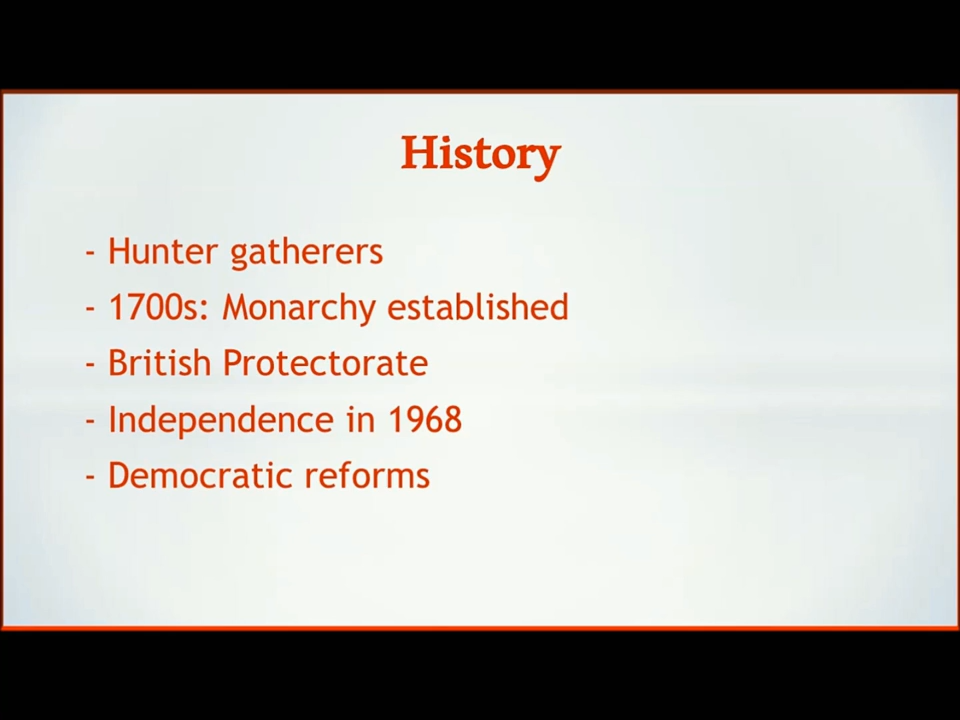 History
- Hunter gatherers
- 1700s: Monarchy established
- British Protectorate
- Independence in 1968
- Democratic reforms